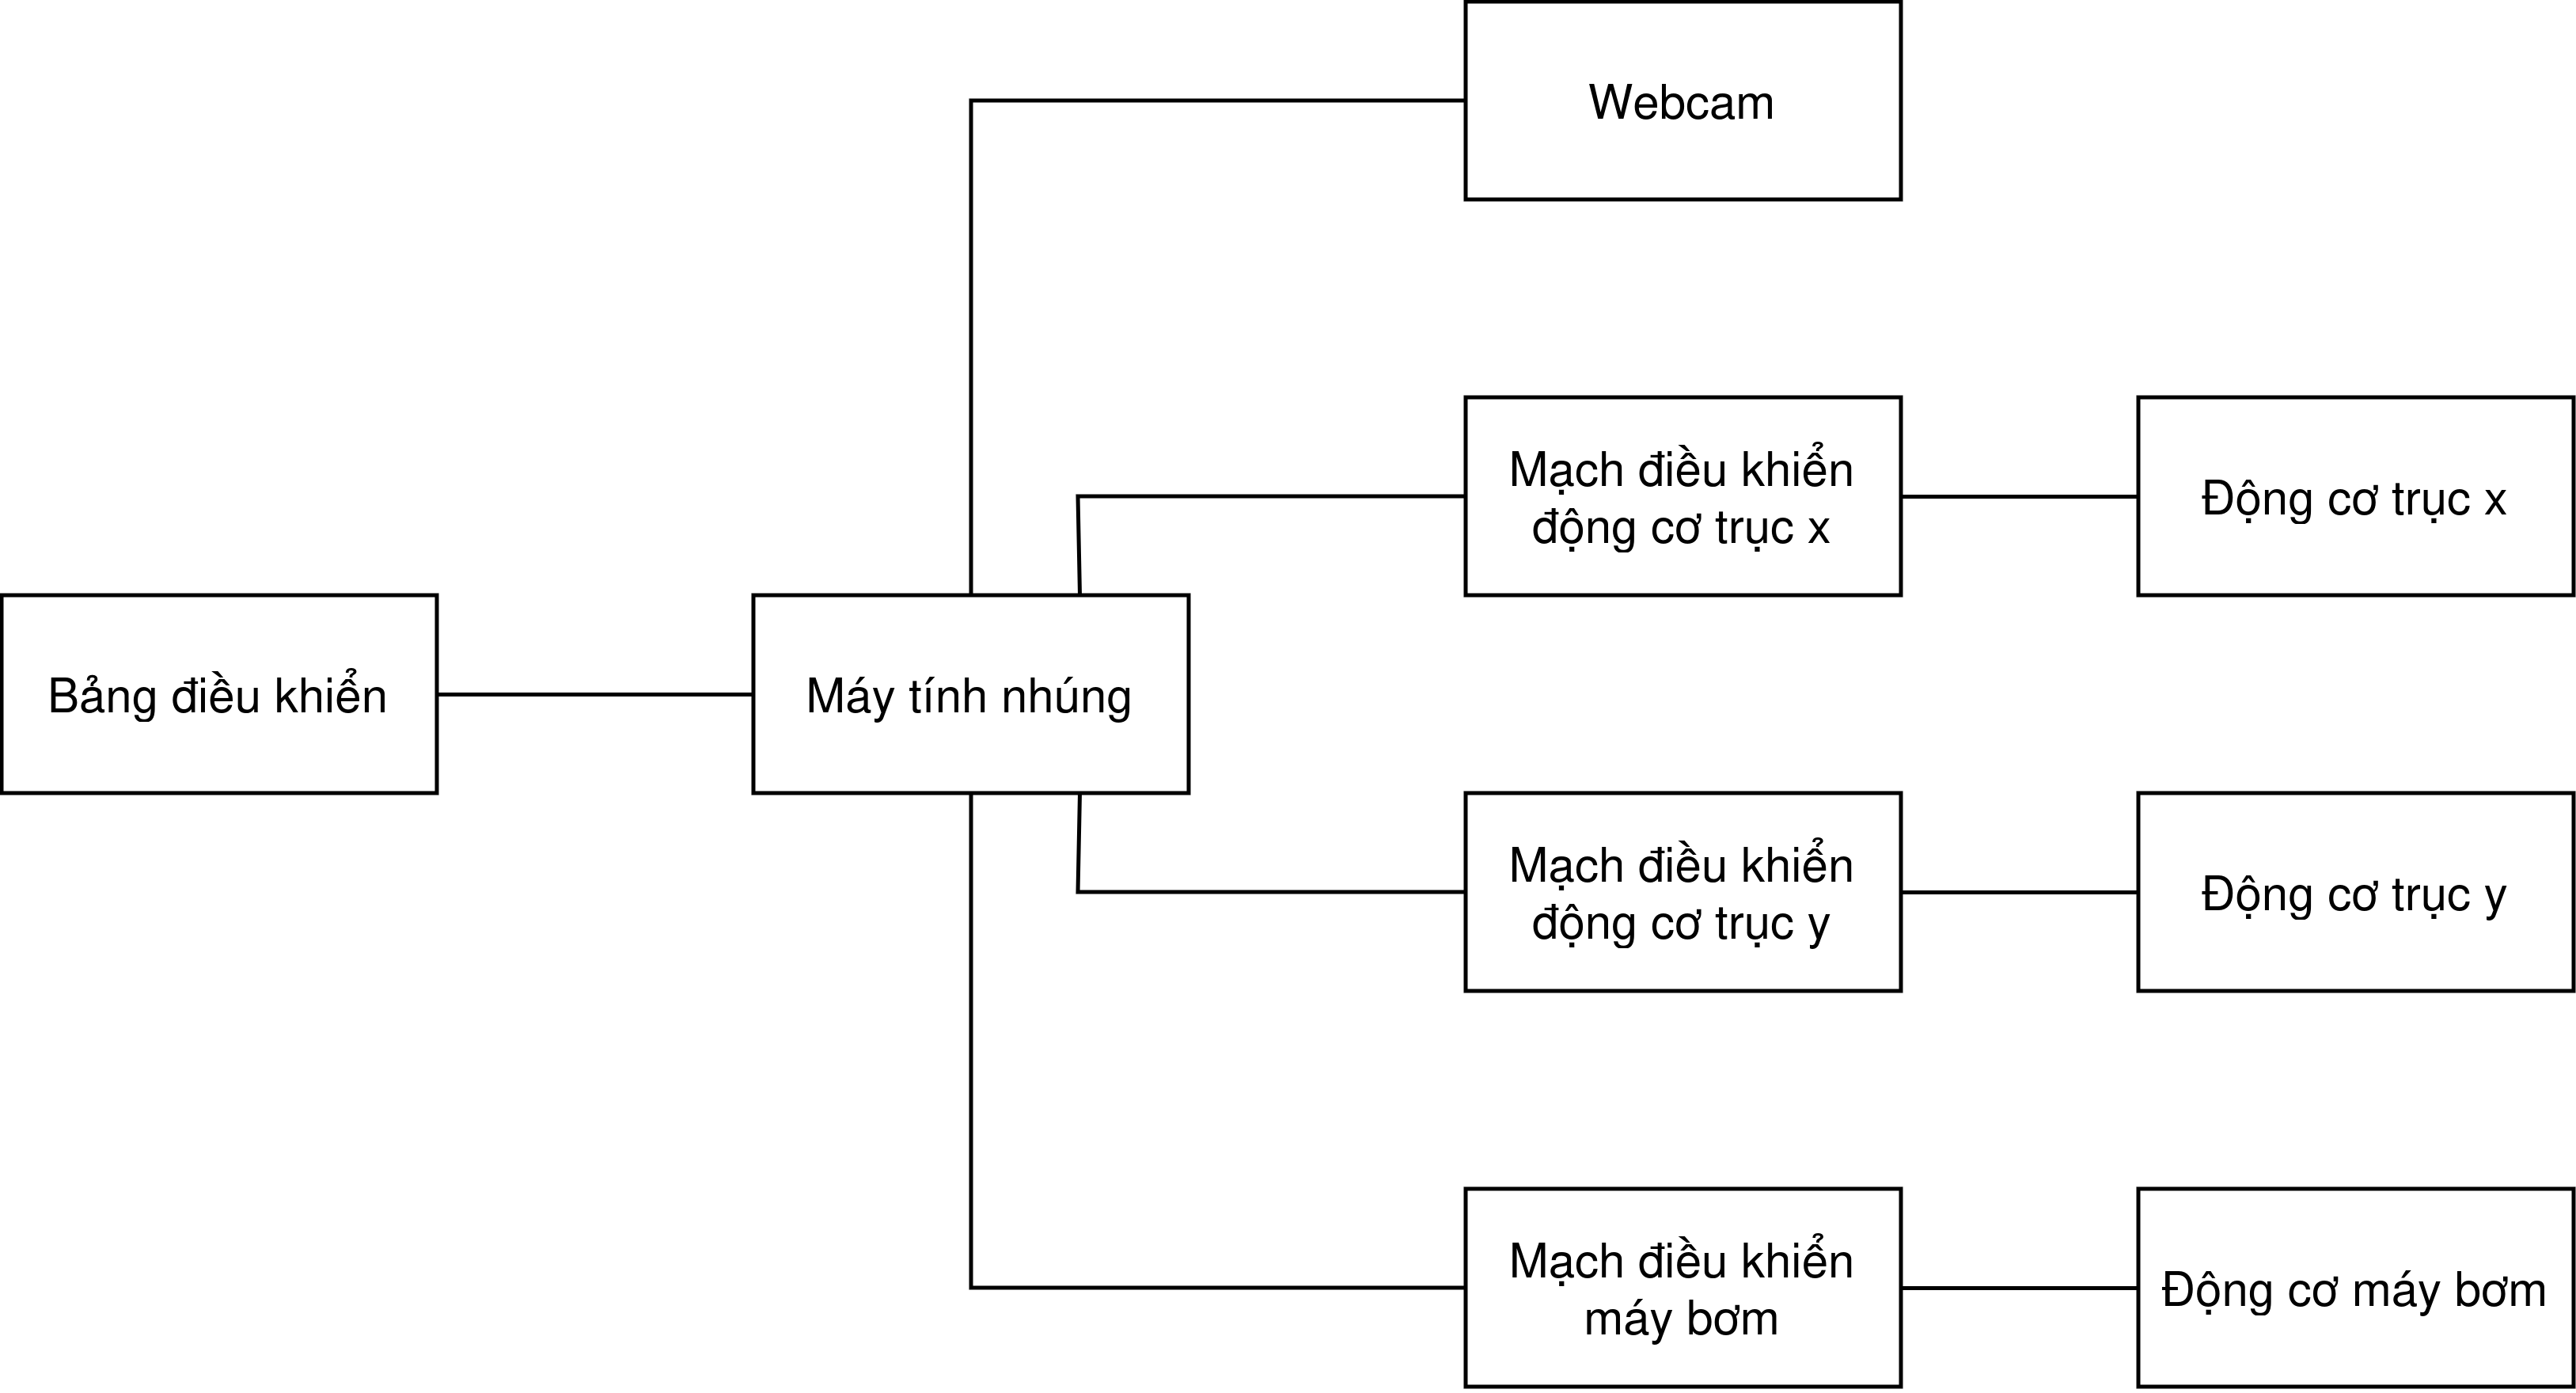 Webcam
Mạch điều khiển
động cơ trục x
Động cơ trục x
Bảng điều khiển
Máy tính nhúng
Mạch điều khiển
động cơ trục y
Động cơ trục y
Mạch điều khiển
máy bơm
Động cơ máy bơm